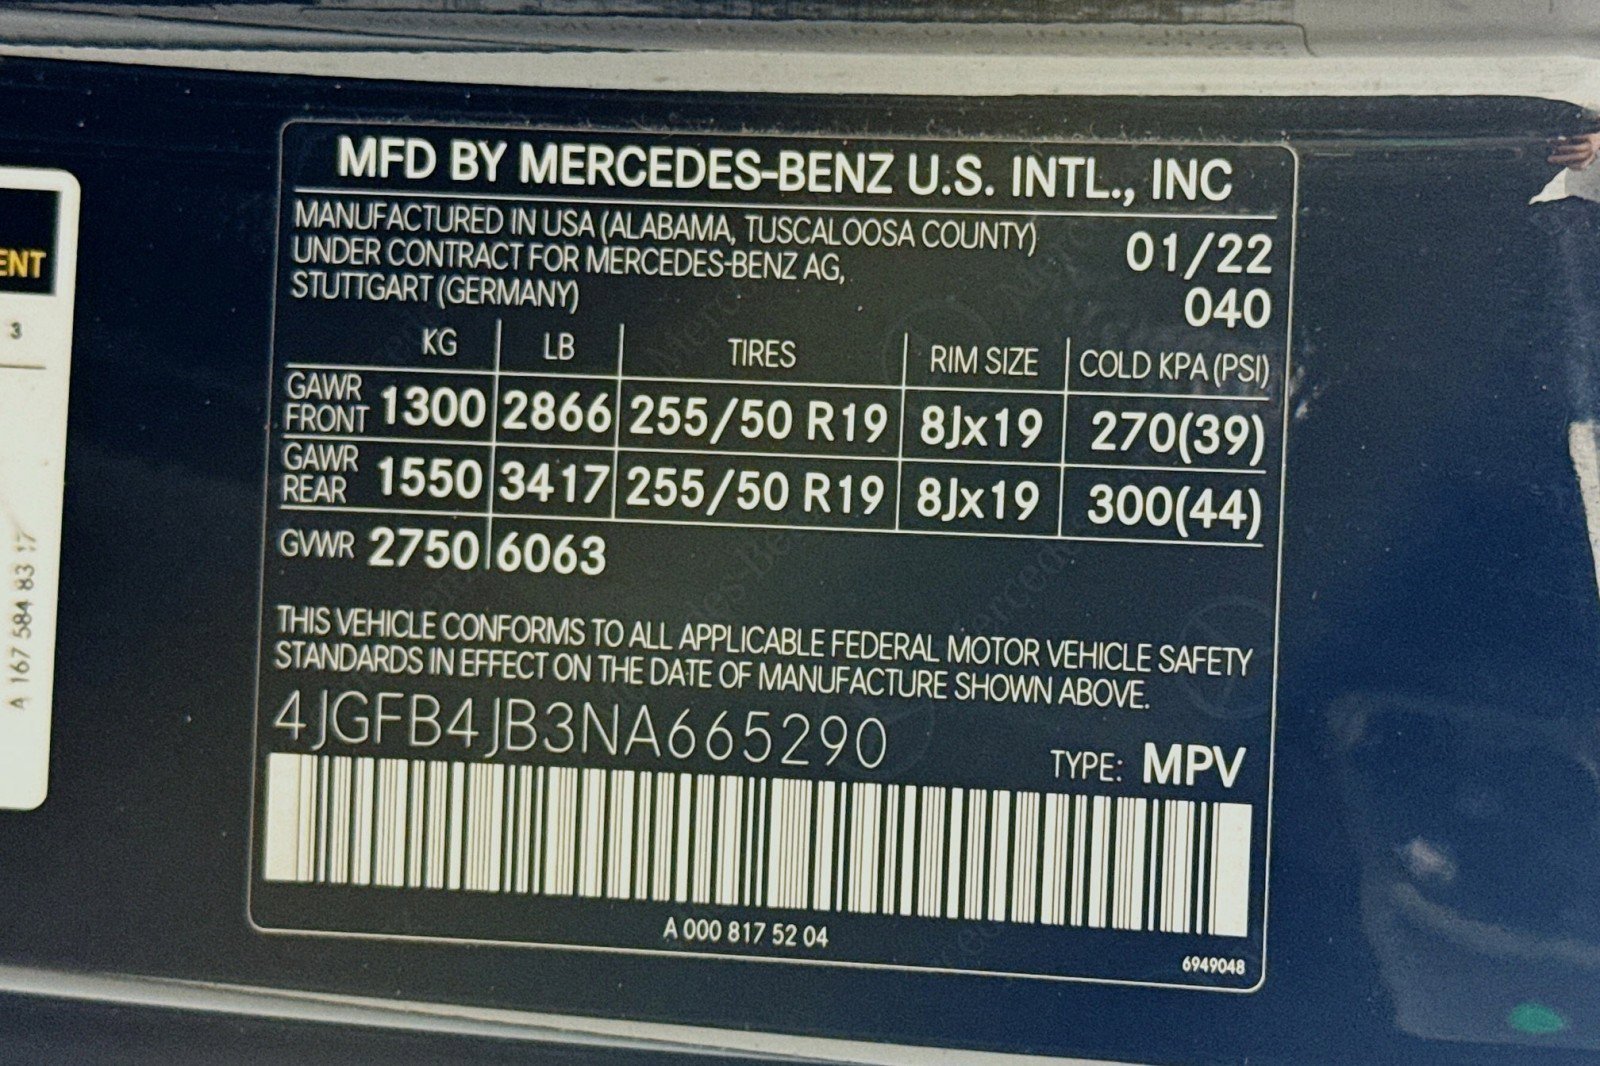 MFD BY MERCEDES-BENZ U.S. INTL., INC
MANUFACTURED IN USA (ALABAMA, TUSCALOOSA COUNTY)
UNDER CONTRACT FOR MERCEDES-BENZ AG,
STUTTGART (GERMANY)
01/22
040
KG LB TIRES RIM SIZE COLD KPA (PSI)
GAWR FRONT 1300 2866 255/50 R19 8Jx19 270(39)
GAWR REAR 1550 3417 255/50 R19 8Jx19 300(44)
GVWR 2750 6063
THIS VEHICLE CONFORMS TO ALL APPLICABLE FEDERAL MOTOR VEHICLE SAFETY
STANDARDS IN EFFECT ON THE DATE OF MANUFACTURE SHOWN ABOVE.
4JGFB4JB3NA665290
TYPE: MPV
A 000 817 52 04
6949048
ENT
3
A 167 584 83 17